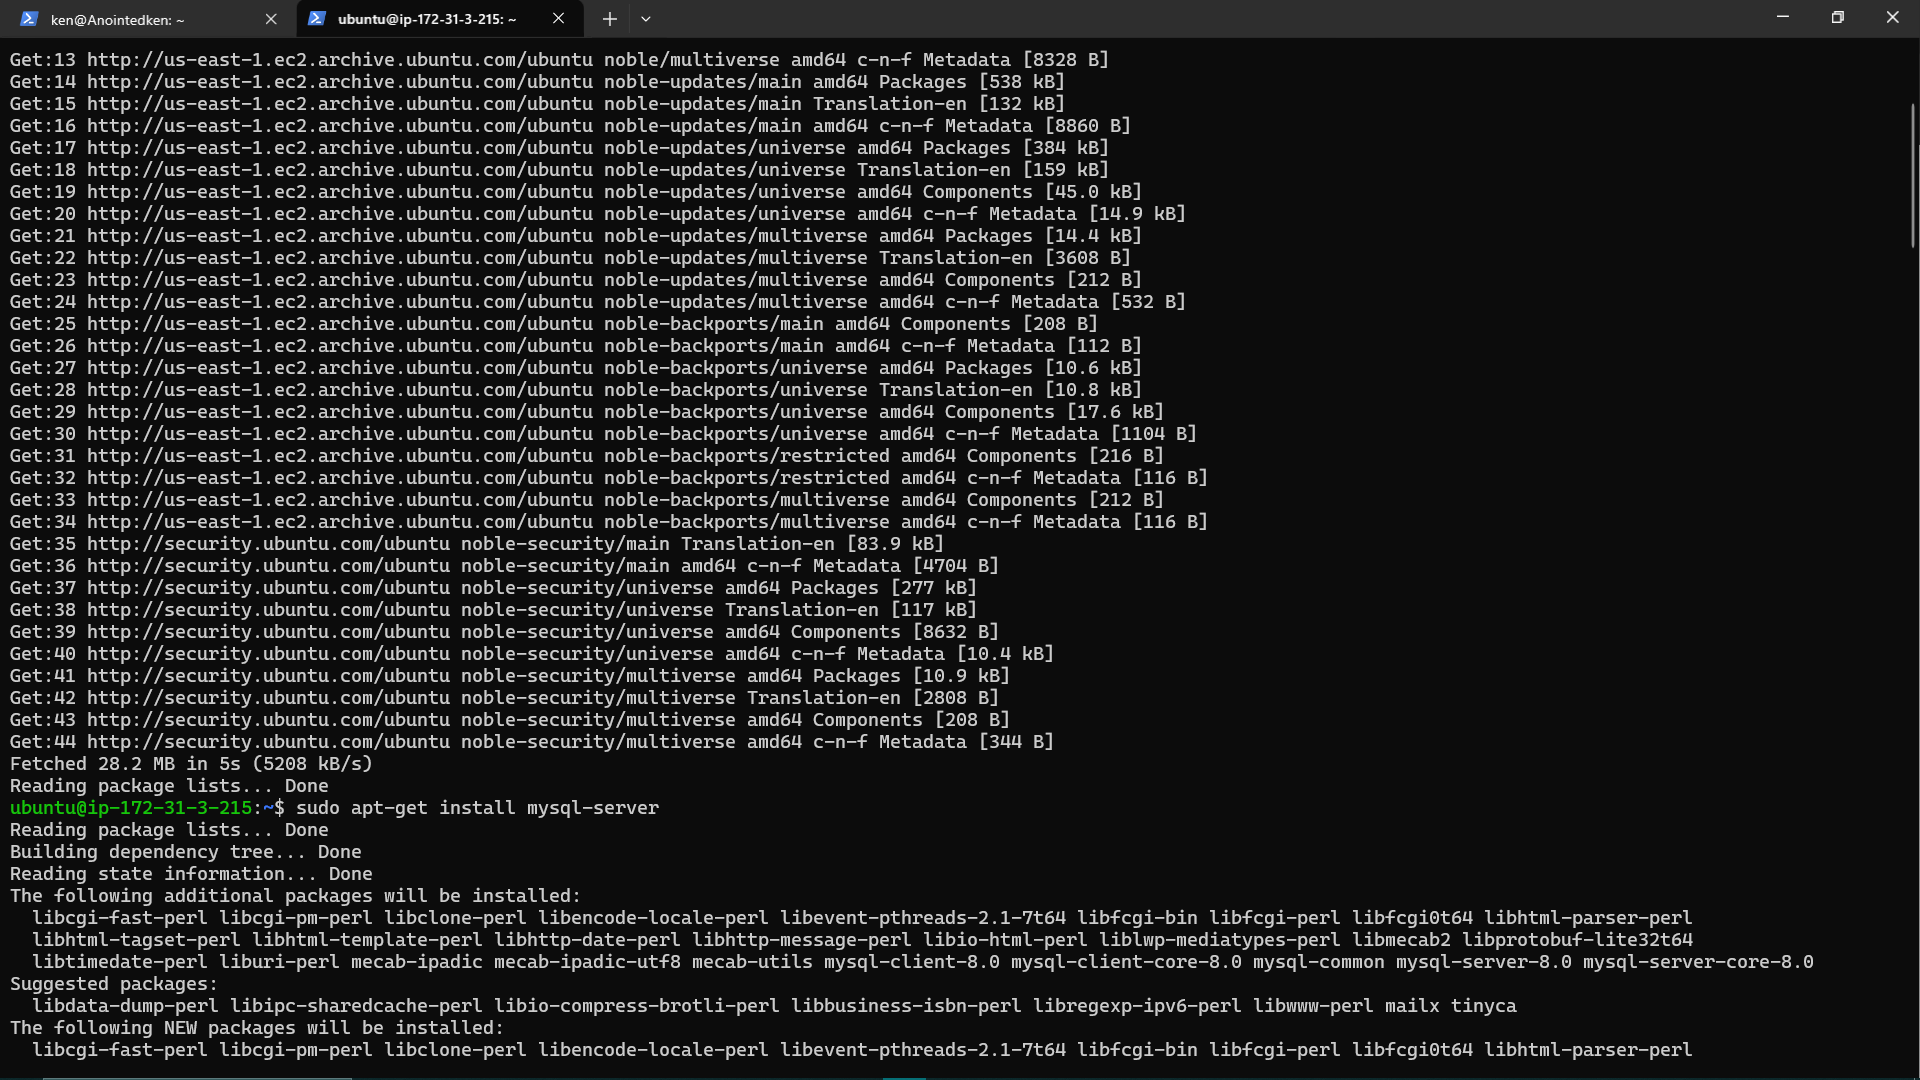 ken@Anointedken: ~
ubuntu@ip-172-31-3-215: ~
Get:13 http://us-east-1.ec2.archive.ubuntu.com/ubuntu noble/multiverse amd64 c-n-f Metadata [8328 B]
Get:14 http://us-east-1.ec2.archive.ubuntu.com/ubuntu noble-updates/main amd64 Packages [538 kB]
Get:15 http://us-east-1.ec2.archive.ubuntu.com/ubuntu noble-updates/main Translation-en [132 kB]
Get:16 http://us-east-1.ec2.archive.ubuntu.com/ubuntu noble-updates/main amd64 c-n-f Metadata [8860 B]
Get:17 http://us-east-1.ec2.archive.ubuntu.com/ubuntu noble-updates/universe amd64 Packages [384 kB]
Get:18 http://us-east-1.ec2.archive.ubuntu.com/ubuntu noble-updates/universe Translation-en [159 kB]
Get:19 http://us-east-1.ec2.archive.ubuntu.com/ubuntu noble-updates/universe amd64 Components [45.0 kB]
Get:20 http://us-east-1.ec2.archive.ubuntu.com/ubuntu noble-updates/universe amd64 c-n-f Metadata [14.9 kB]
Get:21 http://us-east-1.ec2.archive.ubuntu.com/ubuntu noble-updates/multiverse amd64 Packages [14.4 kB]
Get:22 http://us-east-1.ec2.archive.ubuntu.com/ubuntu noble-updates/multiverse Translation-en [3608 B]
Get:23 http://us-east-1.ec2.archive.ubuntu.com/ubuntu noble-updates/multiverse amd64 Components [212 B]
Get:24 http://us-east-1.ec2.archive.ubuntu.com/ubuntu noble-updates/multiverse amd64 c-n-f Metadata [532 B]
Get:25 http://us-east-1.ec2.archive.ubuntu.com/ubuntu noble-backports/main amd64 Components [208 B]
Get:26 http://us-east-1.ec2.archive.ubuntu.com/ubuntu noble-backports/main amd64 c-n-f Metadata [112 B]
Get:27 http://us-east-1.ec2.archive.ubuntu.com/ubuntu noble-backports/universe amd64 Packages [10.6 kB]
Get:28 http://us-east-1.ec2.archive.ubuntu.com/ubuntu noble-backports/universe Translation-en [10.8 kB]
Get:29 http://us-east-1.ec2.archive.ubuntu.com/ubuntu noble-backports/universe amd64 Components [17.6 kB]
Get:30 http://us-east-1.ec2.archive.ubuntu.com/ubuntu noble-backports/universe amd64 c-n-f Metadata [1104 B]
Get:31 http://us-east-1.ec2.archive.ubuntu.com/ubuntu noble-backports/restricted amd64 Components [216 B]
Get:32 http://us-east-1.ec2.archive.ubuntu.com/ubuntu noble-backports/restricted amd64 c-n-f Metadata [116 B]
Get:33 http://us-east-1.ec2.archive.ubuntu.com/ubuntu noble-backports/multiverse amd64 Components [212 B]
Get:34 http://us-east-1.ec2.archive.ubuntu.com/ubuntu noble-backports/multiverse amd64 c-n-f Metadata [116 B]
Get:35 http://security.ubuntu.com/ubuntu noble-security/main Translation-en [83.9 kB]
Get:36 http://security.ubuntu.com/ubuntu noble-security/main amd64 c-n-f Metadata [4704 B]
Get:37 http://security.ubuntu.com/ubuntu noble-security/universe amd64 Packages [277 kB]
Get:38 http://security.ubuntu.com/ubuntu noble-security/universe Translation-en [117 kB]
Get:39 http://security.ubuntu.com/ubuntu noble-security/universe amd64 Components [8632 B]
Get:40 http://security.ubuntu.com/ubuntu noble-security/universe amd64 c-n-f Metadata [10.4 kB]
Get:41 http://security.ubuntu.com/ubuntu noble-security/multiverse amd64 Packages [10.9 kB]
Get:42 http://security.ubuntu.com/ubuntu noble-security/multiverse Translation-en [2808 B]
Get:43 http://security.ubuntu.com/ubuntu noble-security/multiverse amd64 Components [208 B]
Get:44 http://security.ubuntu.com/ubuntu noble-security/multiverse amd64 c-n-f Metadata [344 B]
Fetched 28.2 MB in 5s (5208 kB/s)
Reading package lists... Done
ubuntu@ip-172-31-3-215:~$ sudo apt-get install mysql-server
Reading package lists... Done
Building dependency tree... Done
Reading state information... Done
The following additional packages will be installed:
libcgi-fast-perl libcgi-pm-perl libclone-perl libencode-locale-perl libevent-pthreads-2.1-7t64 libfcgi-bin libfcgi-perl libfcgi0t64 libhtml-parser-perl
libhtml-tagset-perl libhtml-template-perl libhttp-date-perl libhttp-message-perl libio-html-perl liblwp-mediatypes-perl libmecab2 libprotobuf-lite32t64
libtimedate-perl liburi-perl mecab-ipadic mecab-ipadic-utf8 mecab-utils mysql-client-8.0 mysql-client-core-8.0 mysql-common mysql-server-8.0 mysql-server-core-8.0
Suggested packages:
libdata-dump-perl libipc-sharedcache-perl libio-compress-brotli-perl libbusiness-isbn-perl libregexp-ipv6-perl libwww-perl mailx tinyca
The following NEW packages will be installed:
libcgi-fast-perl libcgi-pm-perl libclone-perl libencode-locale-perl libevent-pthreads-2.1-7t64 libfcgi-bin libfcgi-perl libfcgi0t64 libhtml-parser-perl